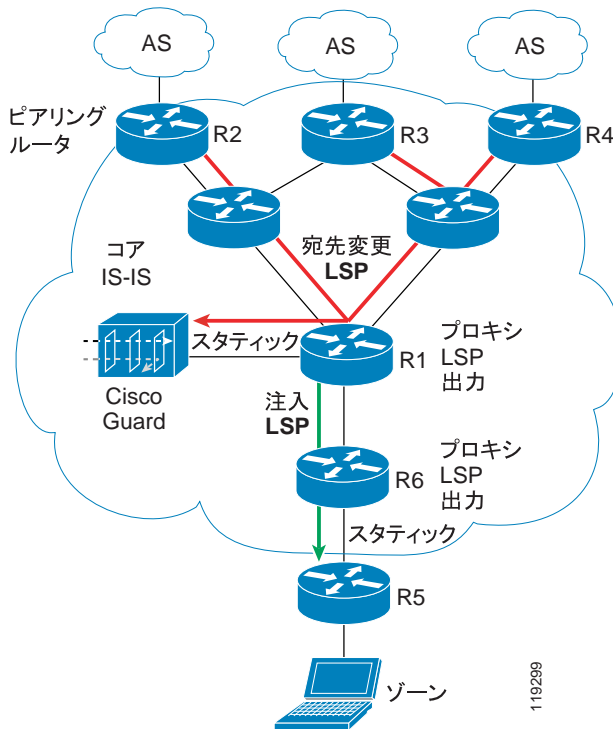 AS
AS
AS
ピアリング
ルータ
R2
R3
R4
宛先変更
LSP
コア
IS-IS
スタティック
R1
プロキシ
LSP
出力
Cisco
Guard
注入
LSP
R6
プロキシ
LSP
出力
スタティック
R5
ゾーン
119299